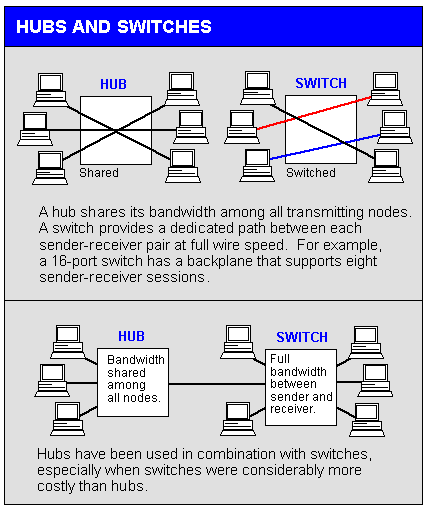 HUBS AND SWITCHES
HUB
SWITCH
Shared
Switched
A hub shares its bandwidth among all transmitting nodes.
A switch provides a dedicated path between each
sender-receiver pair at full wire speed.  For example,
a 16-port switch has a backplane that supports eight
sender-receiver sessions.
HUB
SWITCH
Bandwidth
shared
among
all nodes.
Full
bandwidth
between
sender and
receiver.
Hubs have been used in combination with switches,
especially when switches were considerably more
costly than hubs.